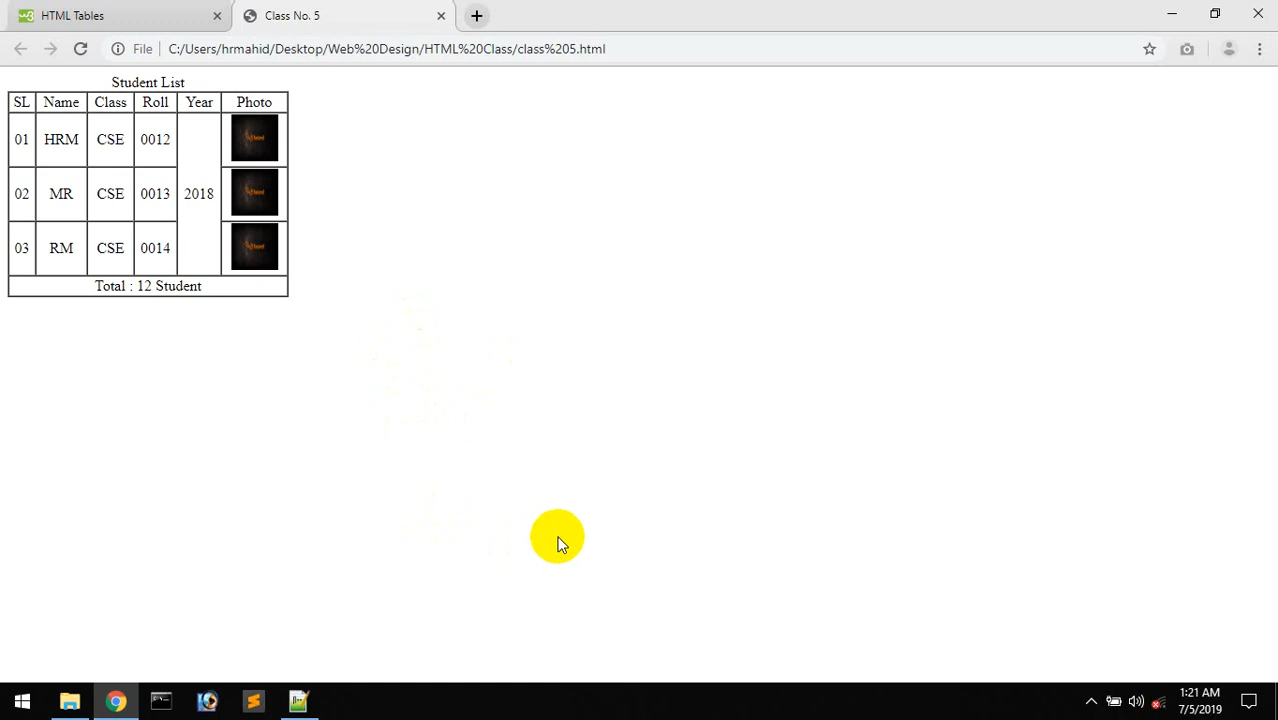 HTML Tables
Class No. 5
File C:/Users/hrmahid/Desktop/Web%20Design/HTML%20Class/class%205.html
Student List
SL Name Class Roll Year Photo
01 HRM CSE 0012
02 MR CSE 0013 2018
03 RM CSE 0014
Total : 12 Student
1:21 AM
7/5/2019